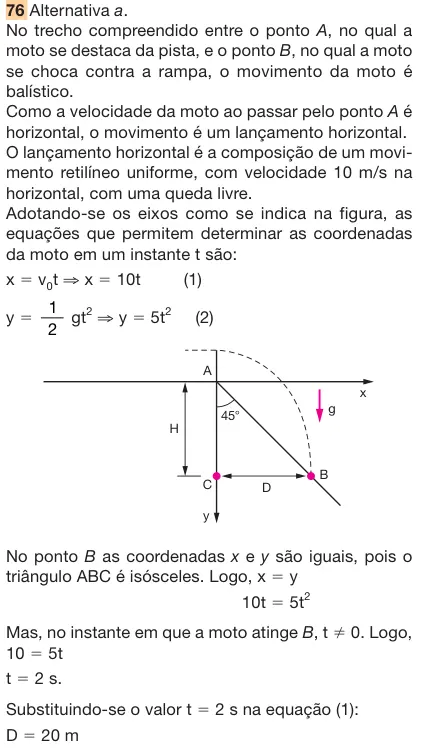 76 Alternativa a.
No trecho compreendido entre o ponto A, no qual a
moto se destaca da pista, e o ponto B, no qual a moto
se choca contra a rampa, o movimento da moto é
balístico.
Como a velocidade da moto ao passar pelo ponto A é
horizontal, o movimento é um lançamento horizontal.
O lançamento horizontal é a composição de um movi-
mento retilíneo uniforme, com velocidade 10 m/s na
horizontal, com uma queda livre.
Adotando-se os eixos como se indica na figura, as
equações que permitem determinar as coordenadas
da moto em um instante t são:
x = v₀t ⇒ x = 10t (1)
y = 1/2 gt² ⇒ y = 5t² (2)
A
x
g
45°
H
B
C
D
y
No ponto B as coordenadas x e y são iguais, pois o
triângulo ABC é isósceles. Logo, x = y
10t = 5t²
Mas, no instante em que a moto atinge B, t ≠ 0. Logo,
10 = 5t
t = 2 s.
Substituindo-se o valor t = 2 s na equação (1):
D = 20 m